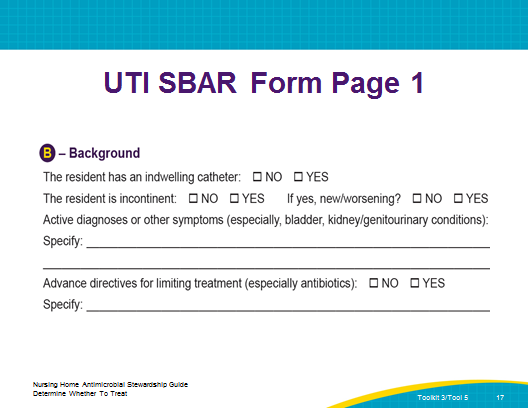 UTI SBAR Form Page 1
B – Background
The resident has an indwelling catheter: ☐ NO ☐ YES
The resident is incontinent: ☐ NO ☐ YES If yes, new/worsening? ☐ NO ☐ YES
Active diagnoses or other symptoms (especially, bladder, kidney/genitourinary conditions):
Specify:
Advance directives for limiting treatment (especially antibiotics): ☐ NO ☐ YES
Specify:
Nursing Home Antimicrobial Stewardship Guide
Determine Whether To Treat
Toolkit 3/Tool 5 17